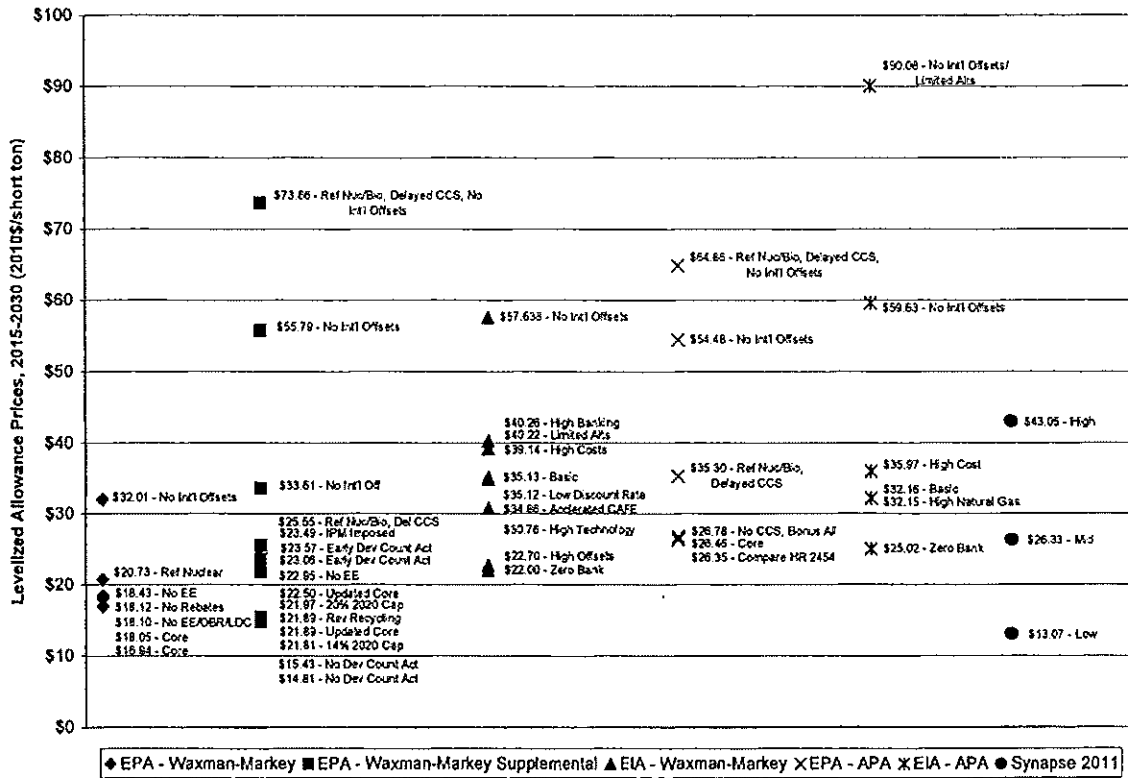 $100
$90
$80
$70
$60
$50
$40
$30
$20
$10
$0
Levelized Allowance Prices, 2015-2030 (2010$/short ton)
$32.01 - No Int'l Offsets
$20.73 - Ref Nuclear
$18.43 - No EE
$18.12 - No Rebates
$18.10 - No EE/OBR/LDC
$18.05 - Core
$16.94 - Core
$73.86 - Ref Nuc/Bio, Delayed CCS, No
Int'l Offsets
$55.79 - No Int'l Offsets
$33.61 - No Int'l Off
$25.55 - Ref Nuc/Bio, Del CCS
$23.49 - IPM Imposed
$23.57 - Early Dev Count Act
$23.06 - Early Dev Count Act
$22.95 - No EE
$22.50 - Updated Core
$21.97 - 20% 2020 Cap
$21.89 - Rev Recycling
$21.89 - Updated Core
$21.81 - 14% 2020 Cap
$15.43 - No Dev Count Act
$14.81 - No Dev Count Act
$57.635 - No Int'l Offsets
$40.26 - High Banking
$40.22 - Limited Alts
$39.14 - High Costs
$35.13 - Basic
$35.12 - Low Discount Rate
$34.86 - Acclerated CAFE
$30.76 - High Technology
$22.70 - High Offsets
$22.00 - Zero Bank
$64.86 - Ref Nuc/Bio, Delayed CCS,
No Int'l Offsets
$54.48 - No Int'l Offsets
$35.30 - Ref Nuc/Bio,
Delayed CCS
$26.78 - No CCS, Bonus All
$26.46 - Core
$26.35 - Compare HR 2454
$90.08 - No Int'l Offsets/
Limited Alts
$59.63 - No Int'l Offsets
$35.97 - High Cost
$32.16 - Basic
$32.15 - High Natural Gas
$25.02 - Zero Bank
$43.05 - High
$26.33 - Mid
$13.07 - Low
EPA - Waxman-Markey EPA - Waxman-Markey Supplemental EIA - Waxman-Markey EPA - APA EIA - APA Synapse 2011